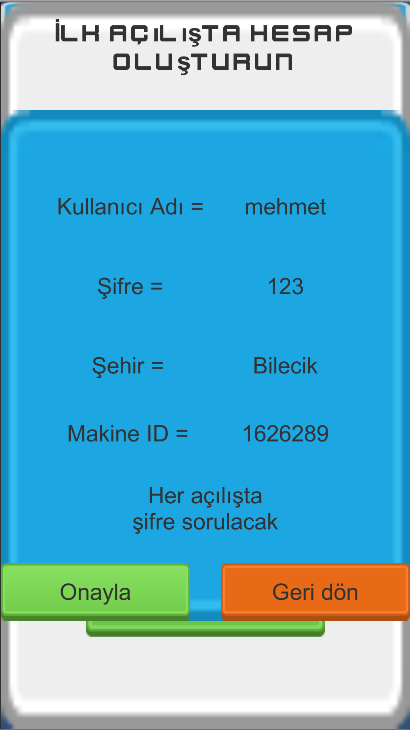 İLK AÇILIŞTA HESAP
OLUŞTURUN
Kullanıcı Adı = mehmet
Şifre = 123
Şehir = Bilecik
Makine ID = 1626289
Her açılışta
şifre sorulacak
Onayla Geri dön